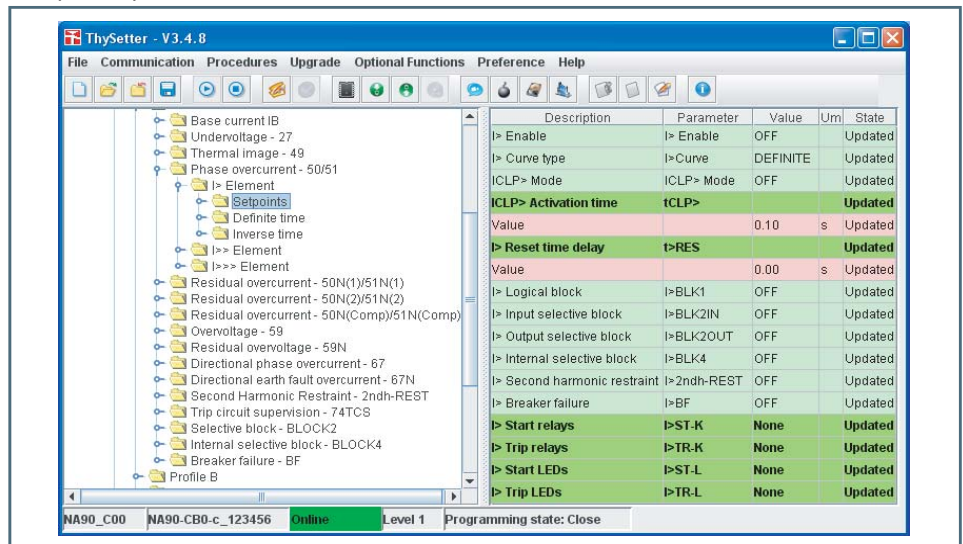 ThySetter - V3.4.8
File Communication Procedures Upgrade Optional Functions Preference Help
Base current IB
Undervoltage - 27
Thermal image - 49
Phase overcurrent - 50/51
I> Element
Setpoints
Definite time
Inverse time
I>> Element
I>>> Element
Residual overcurrent - 50N(1)/51N(1)
Residual overcurrent - 50N(2)/51N(2)
Residual overcurrent - 50N(Comp)/51N(Comp)
Overvoltage - 59
Residual overvoltage - 59N
Directional phase overcurrent - 67
Directional earth fault overcurrent - 67N
Second Harmonic Restraint - 2ndh-REST
Trip circuit supervision - 74TCS
Selective block - BLOCK2
Internal selective block - BLOCK4
Breaker failure - BF
Profile B
Description Parameter Value Um State
I> Enable I> Enable OFF Updated
I> Curve type I>Curve DEFINITE Updated
ICLP> Mode ICLP> Mode OFF Updated
ICLP> Activation time tCLP> Updated
Value 0.10 s Updated
I> Reset time delay t>RES Updated
Value 0.00 s Updated
I> Logical block I>BLK1 OFF Updated
I> Input selective block I>BLK2IN OFF Updated
I> Output selective block I>BLK2OUT OFF Updated
I> Internal selective block I>BLK4 OFF Updated
I> Second harmonic restraint I>2ndh-REST OFF Updated
I> Breaker failure I>BF OFF Updated
I> Start relays I>ST-K None Updated
I> Trip relays I>TR-K None Updated
I> Start LEDs I>ST-L None Updated
I> Trip LEDs I>TR-L None Updated
NA90_C00 NA90-CB0-c_123456 Online Level 1 Programming state: Close